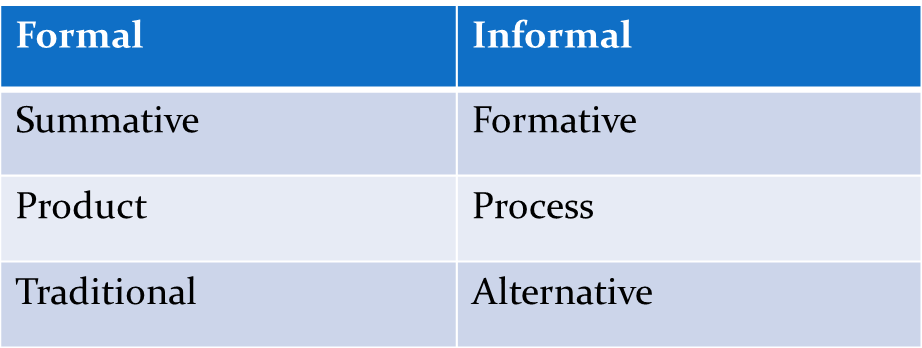 Formal Informal
Summative Formative
Product Process
Traditional Alternative